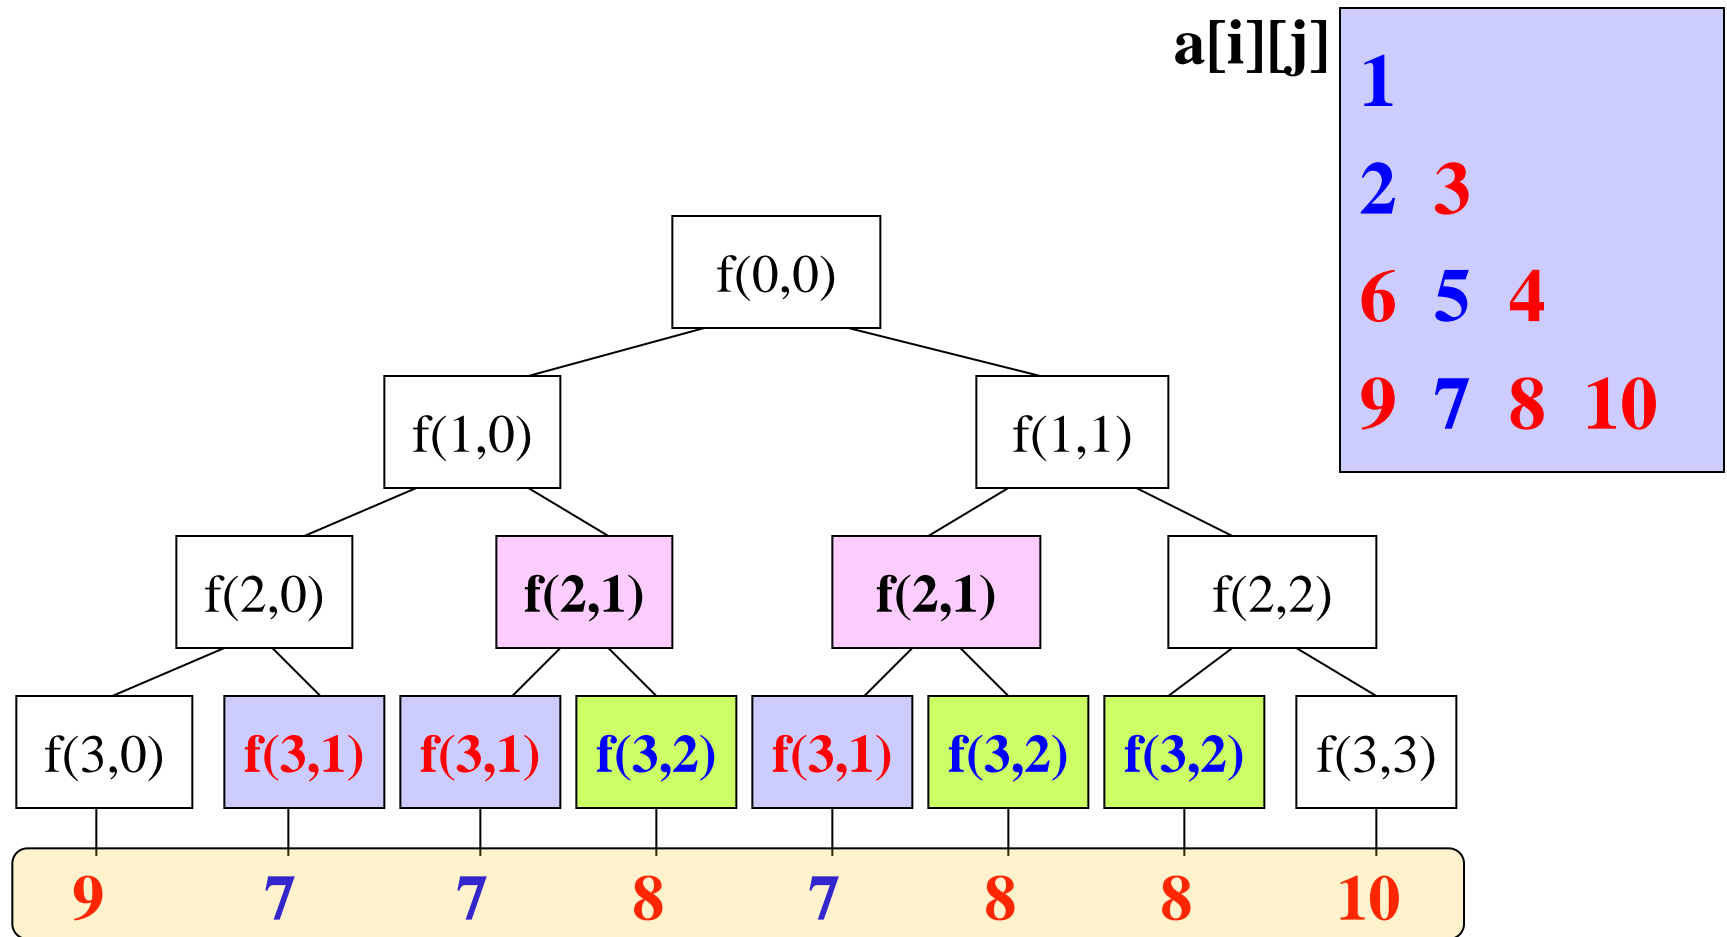 a[i][j]
1
2 3
6 5 4
9 7 8 10
f(0,0)
f(1,0) f(1,1)
f(2,0) f(2,1) f(2,1) f(2,2)
f(3,0) f(3,1) f(3,1) f(3,2) f(3,1) f(3,2) f(3,2) f(3,3)
9 7 7 8 7 8 8 10